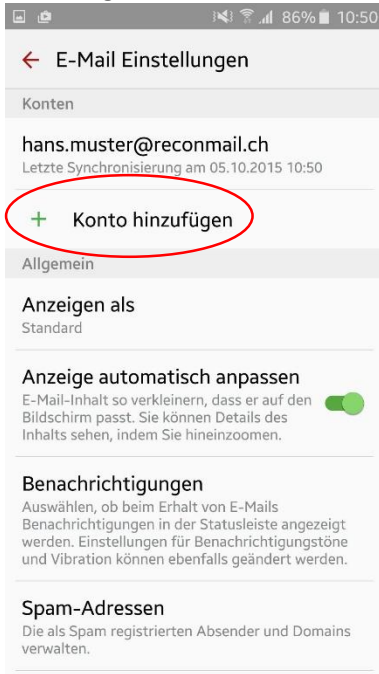 86% 10:50
E-Mail Einstellungen
Konten
hans.muster@reconmail.ch
Letzte Synchronisierung am 05.10.2015 10:50
+ Konto hinzufügen
Allgemein
Anzeigen als
Standard
Anzeige automatisch anpassen
E-Mail-Inhalt so verkleinern, dass er auf den
Bildschirm passt. Sie können Details des
Inhalts sehen, indem Sie hineinzoomen.
Benachrichtigungen
Auswählen, ob beim Erhalt von E-Mails
Benachrichtigungen in der Statusleiste angezeigt
werden. Einstellungen für Benachrichtigungstöne
und Vibration können ebenfalls geändert werden.
Spam-Adressen
Die als Spam registrierten Absender und Domains
verwalten.